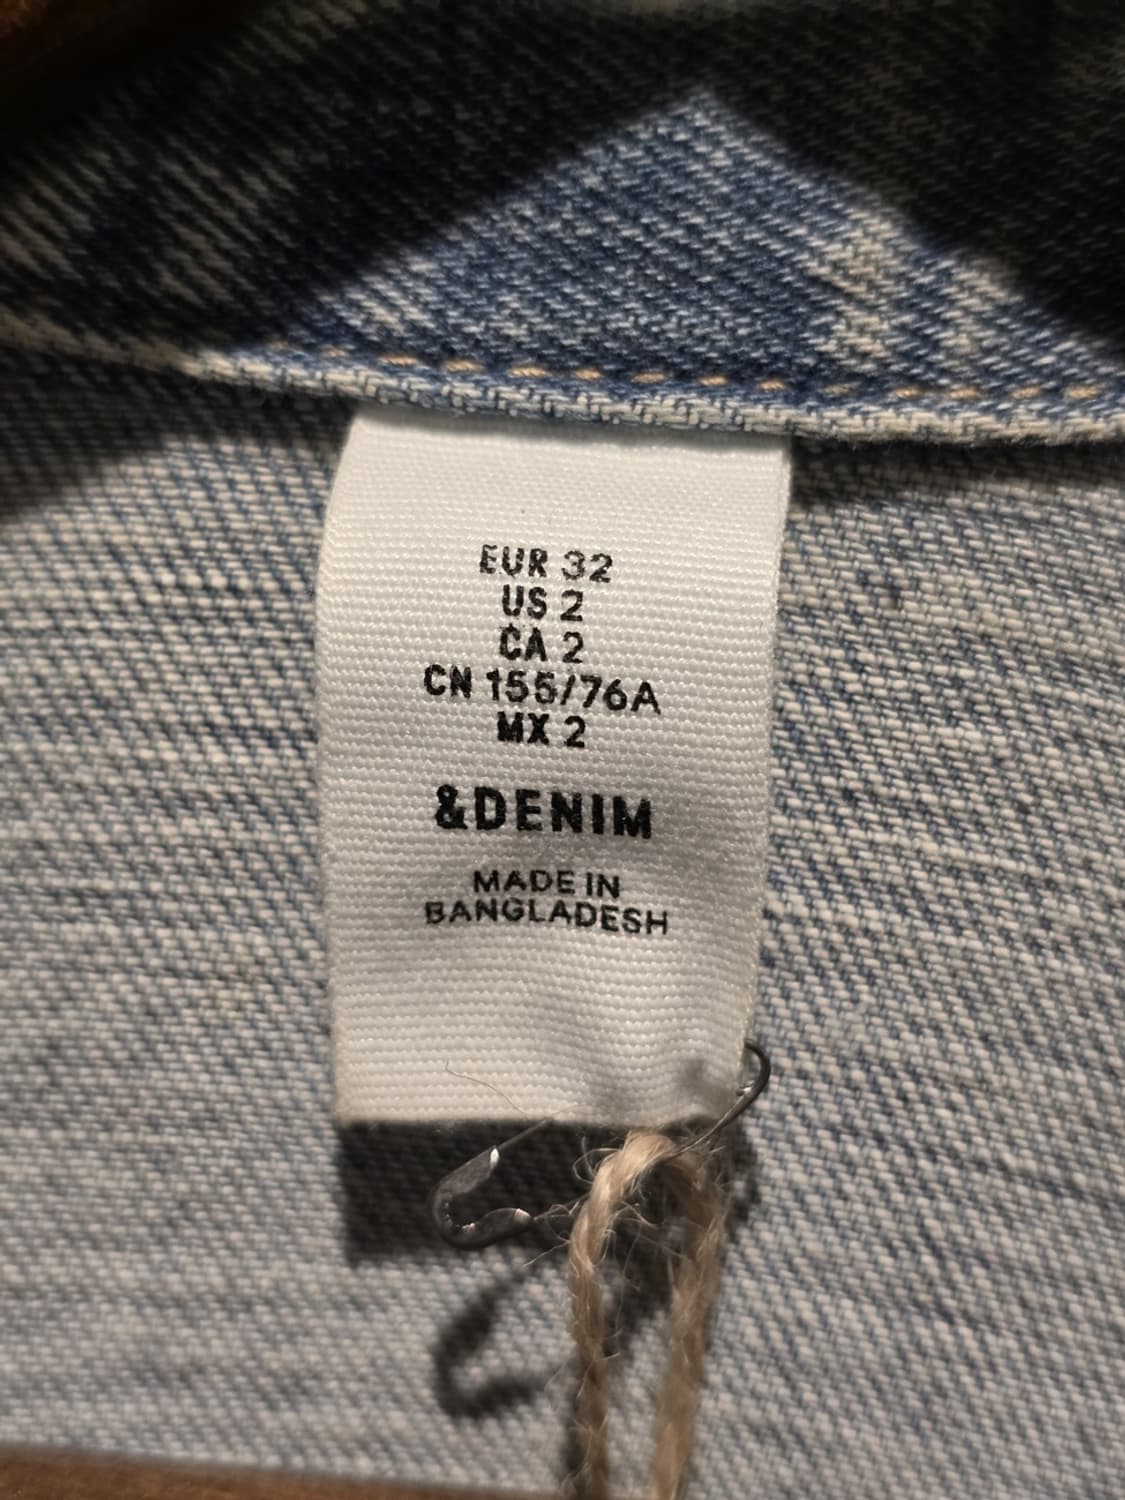 EUR 32
US 2
CA 2
CN 155/76A
MX 2
&DENIM
MADE IN
BANGLADESH